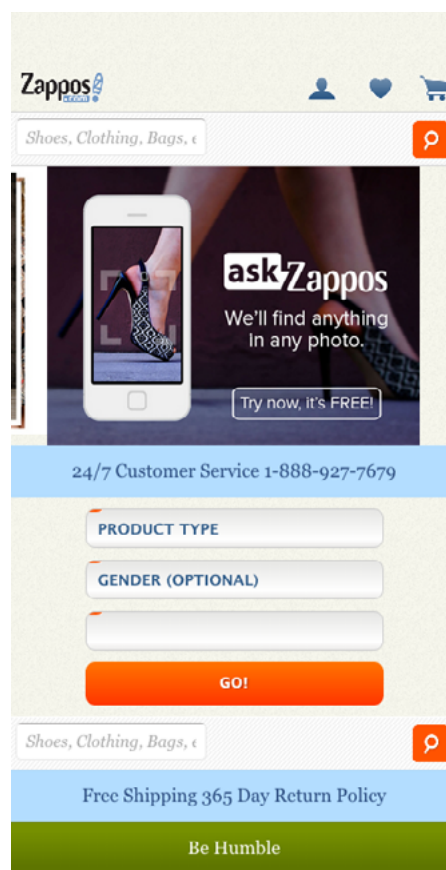 Zappos
.com
Shoes, Clothing, Bags, e
askZappos
We'll find anything
in any photo.
Try now, it's FREE!
24/7 Customer Service 1-888-927-7679
PRODUCT TYPE
GENDER (OPTIONAL)
GO!
Shoes, Clothing, Bags, e
Free Shipping 365 Day Return Policy
Be Humble